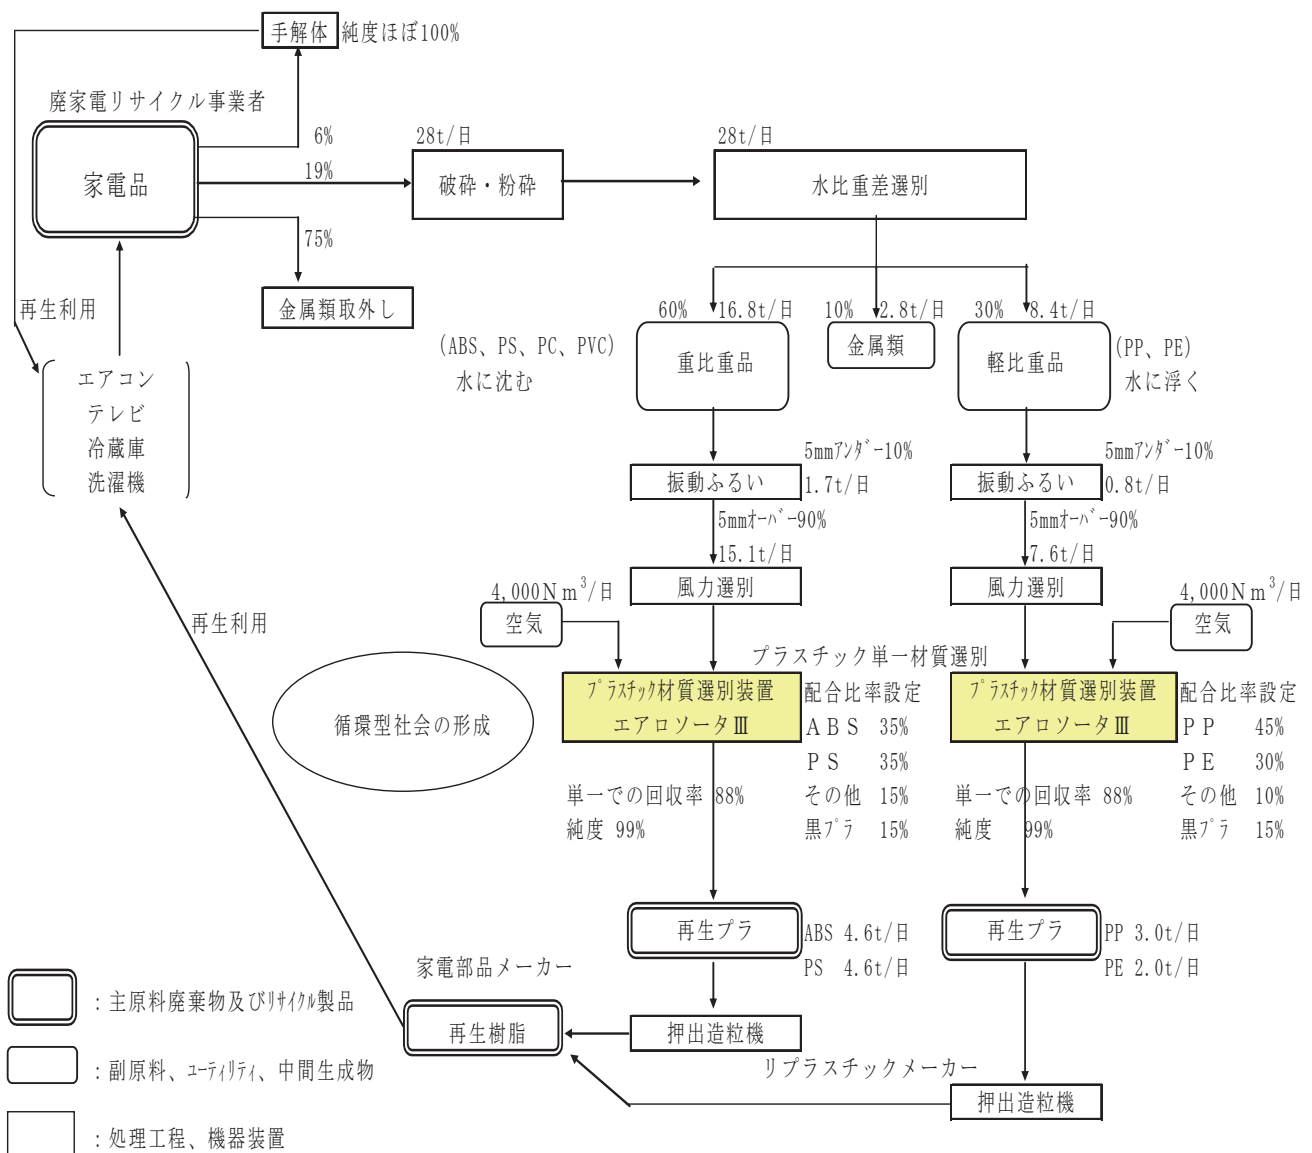 手解体 純度ほぼ100%
廃家電リサイクル事業者
家電品
6%
19%
75%
28t/日
破砕・粉砕
28t/日
水比重差選別
金属類取外し
再生利用
60% 16.8t/日
10% 2.8t/日
30% 8.4t/日
(ABS、PS、PC、PVC)
水に沈む
重比重品
金属類
軽比重品
(PP、PE)
水に浮く
エアコン
テレビ
冷蔵庫
洗濯機
5mmアンダー10%
振動ふるい 1.7t/日
5mmオーバー90%
15.1t/日
5mmアンダー10%
振動ふるい 0.8t/日
5mmオーバー90%
7.6t/日
4,000Nm³/日
空気
風力選別
風力選別
4,000Nm³/日
空気
再生利用
プラスチック単一材質選別
循環型社会の形成
プラスチック材質選別装置
エアロソータⅢ
配合比率設定
ABS 35%
PS 35%
その他 15%
黒プラ 15%
単一での回収率 88%
純度 99%
プラスチック材質選別装置
エアロソータⅢ
配合比率設定
PP 45%
PE 30%
その他 10%
黒プラ 15%
単一での回収率 88%
純度 99%
再生プラ
ABS 4.6t/日
PS 4.6t/日
再生プラ
PP 3.0t/日
PE 2.0t/日
家電部品メーカー
再生樹脂
押出造粒機
リプラスチックメーカー
押出造粒機
:主原料廃棄物及びリサイクル製品
:副原料、ユーティリティ、中間生成物
:処理工程、機器装置